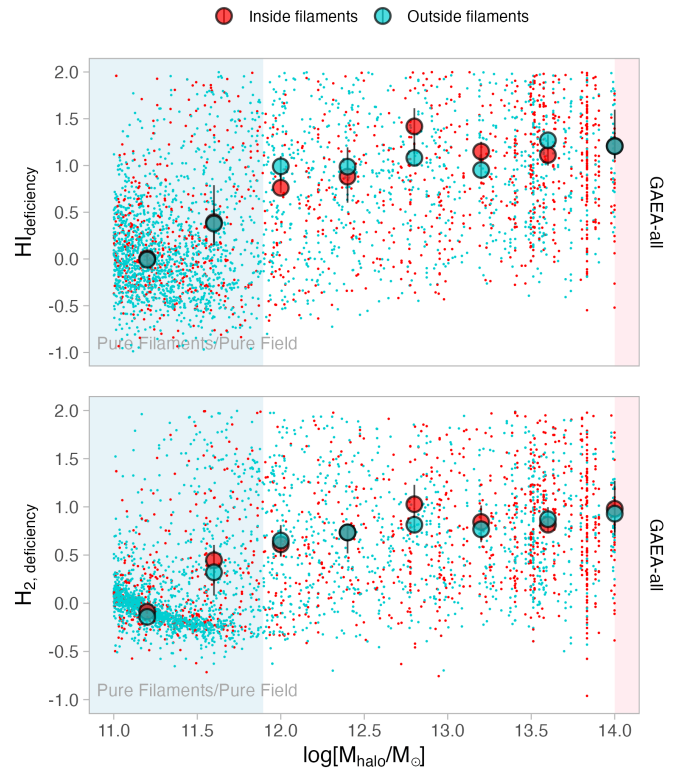 Inside filaments Outside filaments
2.0
1.5
1.0
0.5
0.0
-0.5
-1.0
HIdeficiency
Pure Filaments/Pure Field
GAEA-all
2.0
1.5
1.0
0.5
0.0
-0.5
-1.0
H2, deficiency
Pure Filaments/Pure Field
GAEA-all
11.0 11.5 12.0 12.5 13.0 13.5 14.0
log[Mhalo/M☉]